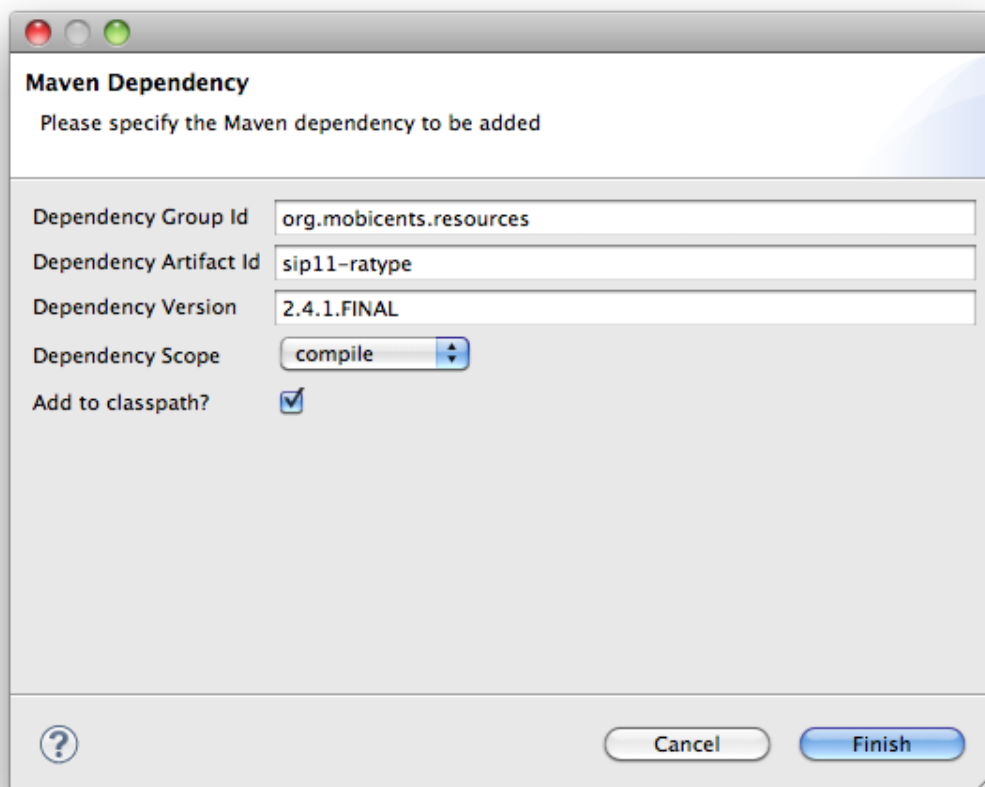 Maven Dependency
Please specify the Maven dependency to be added
Dependency Group Id org.mobicents.resources
Dependency Artifact Id sip11-ratype
Dependency Version 2.4.1.FINAL
Dependency Scope compile
Add to classpath?
? Cancel Finish